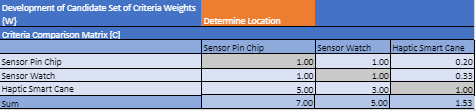 Development of Candidate Set of Criteria Weights Determine Location
{W}
Criteria Comparison Matrix [C]
Sensor Pin Chip Sensor Watch Haptic Smart Cane
Sensor Pin Chip 1.00 1.00 0.20
Sensor Watch 1.00 1.00 0.33
Haptic Smart Cane 5.00 3.00 1.00
Sum 7.00 5.00 1.53